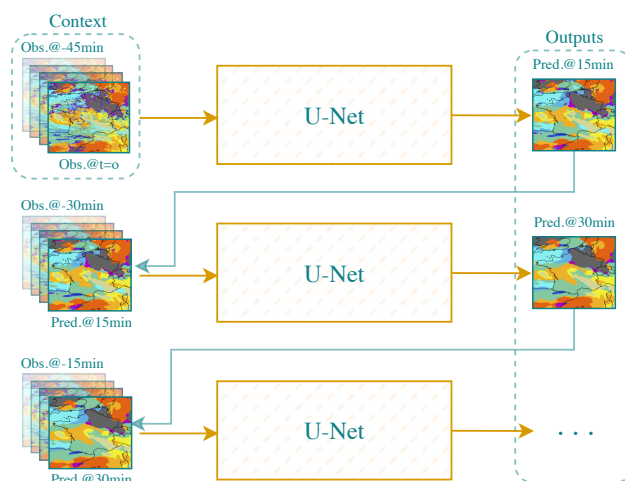 Context
Outputs
Obs.@-45min
Pred.@15min
U-Net
Obs.@t=o
Obs.@-30min
Pred.@30min
U-Net
Pred.@15min
Obs.@-15min
U-Net
. . .
Pred.@30min